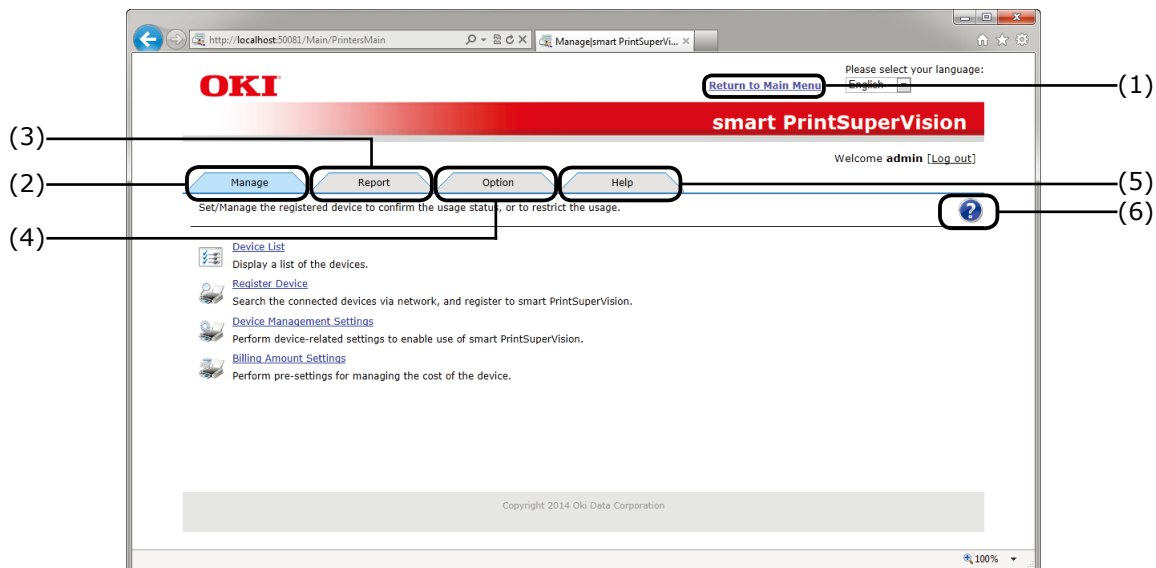 http://localhost:50081/Main/PrintersMain
Manage|smart PrintSuperVi...
Please select your language:
OKI
Return to Main Menu
English
(1)
smart PrintSuperVision
(3)
Welcome admin [Log out]
(2)
Manage
Report
Option
Help
(5)
Set/Manage the registered device to confirm the usage status, or to restrict the usage.
?
(6)
(4)
Device List
Display a list of the devices.
Register Device
Search the connected devices via network, and register to smart PrintSuperVision.
Device Management Settings
Perform device-related settings to enable use of smart PrintSuperVision.
Billing Amount Settings
Perform pre-settings for managing the cost of the device.
Copyright 2014 Oki Data Corporation
100%